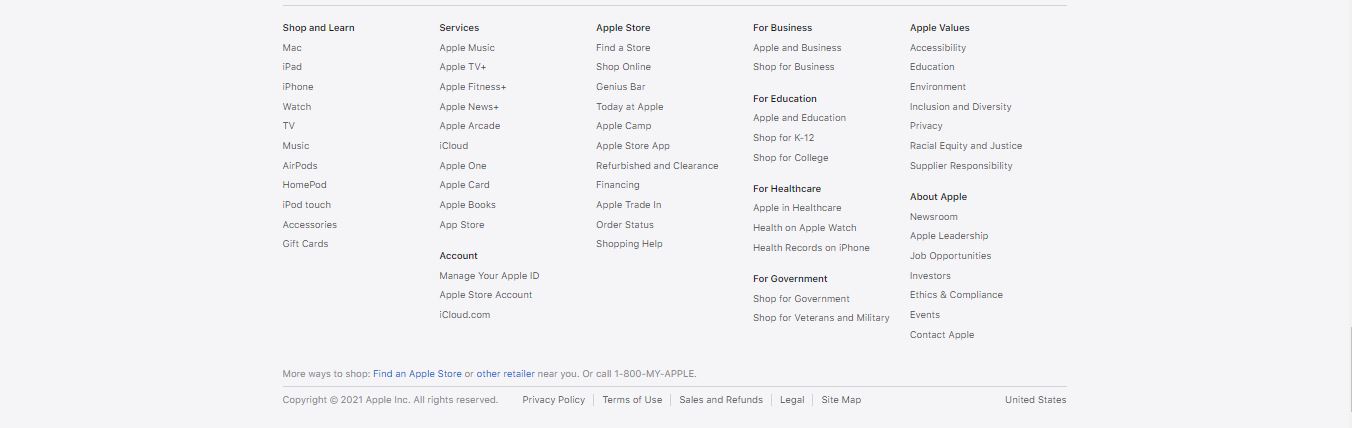 Shop and Learn
Mac
iPad
iPhone
Watch
TV
Music
AirPods
HomePod
iPod touch
Accessories
Gift Cards
Services
Apple Music
Apple TV+
Apple Fitness+
Apple News+
Apple Arcade
iCloud
Apple One
Apple Card
Apple Books
App Store
Account
Manage Your Apple ID
Apple Store Account
iCloud.com
Apple Store
Find a Store
Shop Online
Genius Bar
Today at Apple
Apple Camp
Apple Store App
Refurbished and Clearance
Financing
Apple Trade In
Order Status
Shopping Help
For Business
Apple and Business
Shop for Business
For Education
Apple and Education
Shop for K-12
Shop for College
For Healthcare
Apple in Healthcare
Health on Apple Watch
Health Records on iPhone
For Government
Shop for Government
Shop for Veterans and Military
Apple Values
Accessibility
Education
Environment
Inclusion and Diversity
Privacy
Racial Equity and Justice
Supplier Responsibility
About Apple
Newsroom
Apple Leadership
Job Opportunities
Investors
Ethics & Compliance
Events
Contact Apple
More ways to shop: Find an Apple Store or other retailer near you. Or call 1-800-MY-APPLE.
Copyright © 2021 Apple Inc. All rights reserved. Privacy Policy | Terms of Use | Sales and Refunds | Legal | Site Map United States